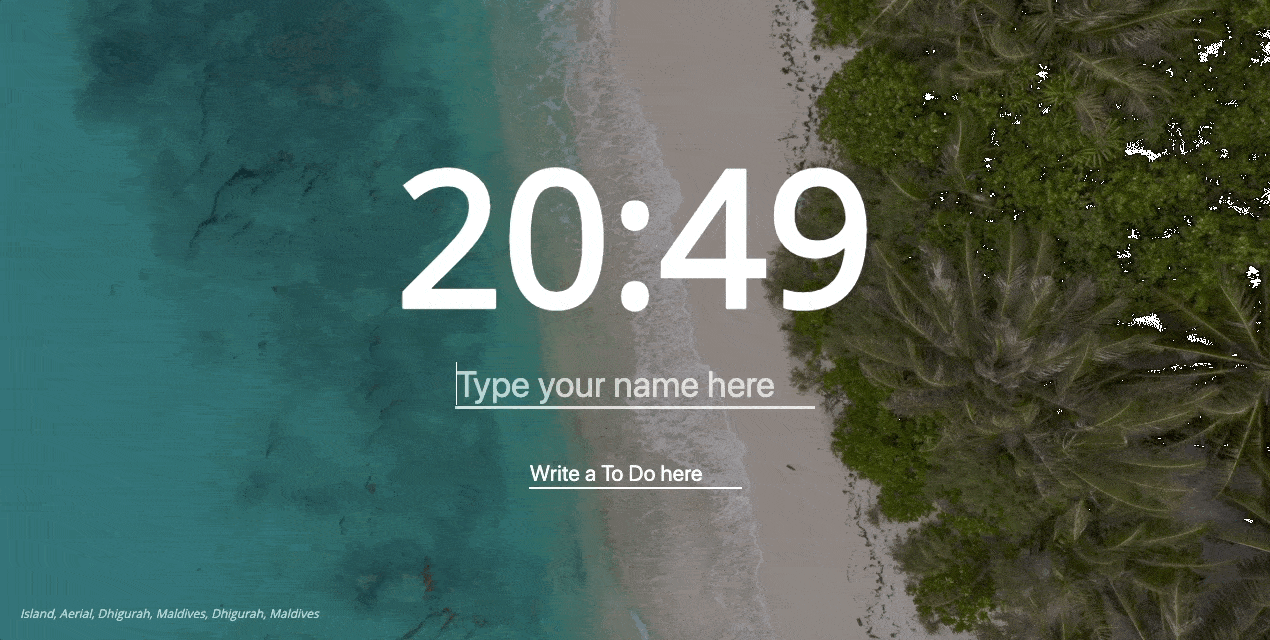 20:49
Type your name here
Write a To Do here
Island, Aerial, Dhigurah, Maldives, Dhigurah, Maldives